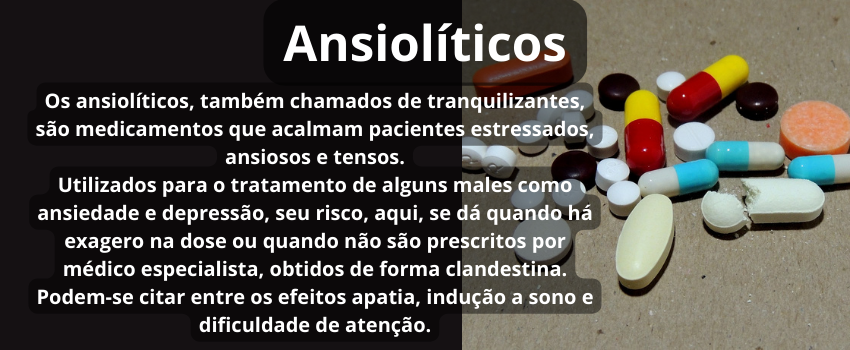 Ansiolíticos
Os ansiolíticos, também chamados de tranquilizantes,
são medicamentos que acalmam pacientes estressados,
ansiosos e tensos.
Utilizados para o tratamento de alguns males como
ansiedade e depressão, seu risco, aqui, se dá quando há
exagero na dose ou quando não são prescritos por
médico especialista, obtidos de forma clandestina.
Podem-se citar entre os efeitos apatia, indução a sono e
dificuldade de atenção.